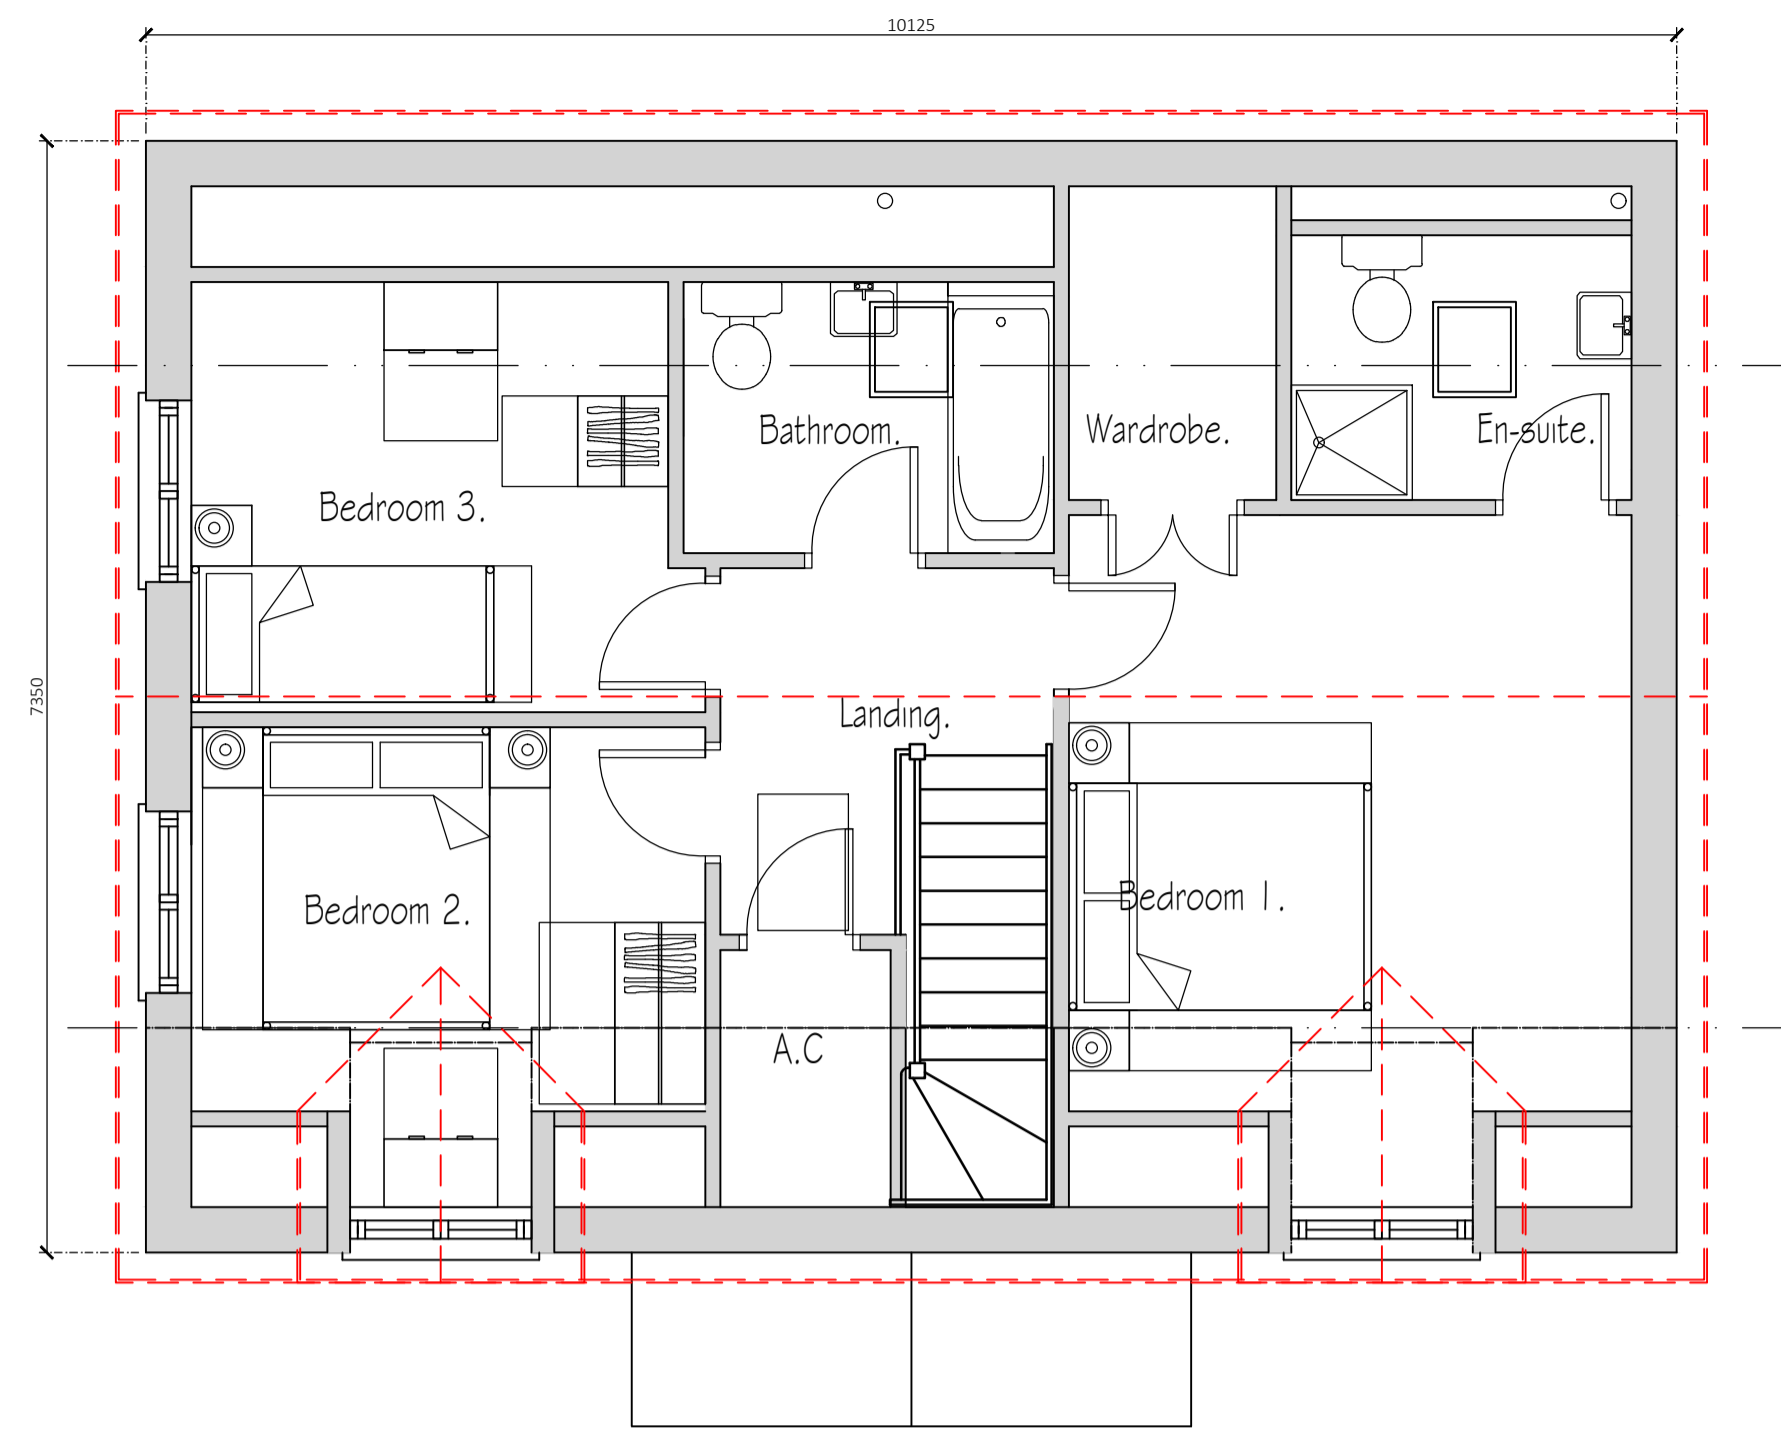 10125
7350
Bathroom.
Wardrobe.
En-suite.
Bedroom 3.
Landing.
Bedroom 2.
Bedroom 1.
A.C